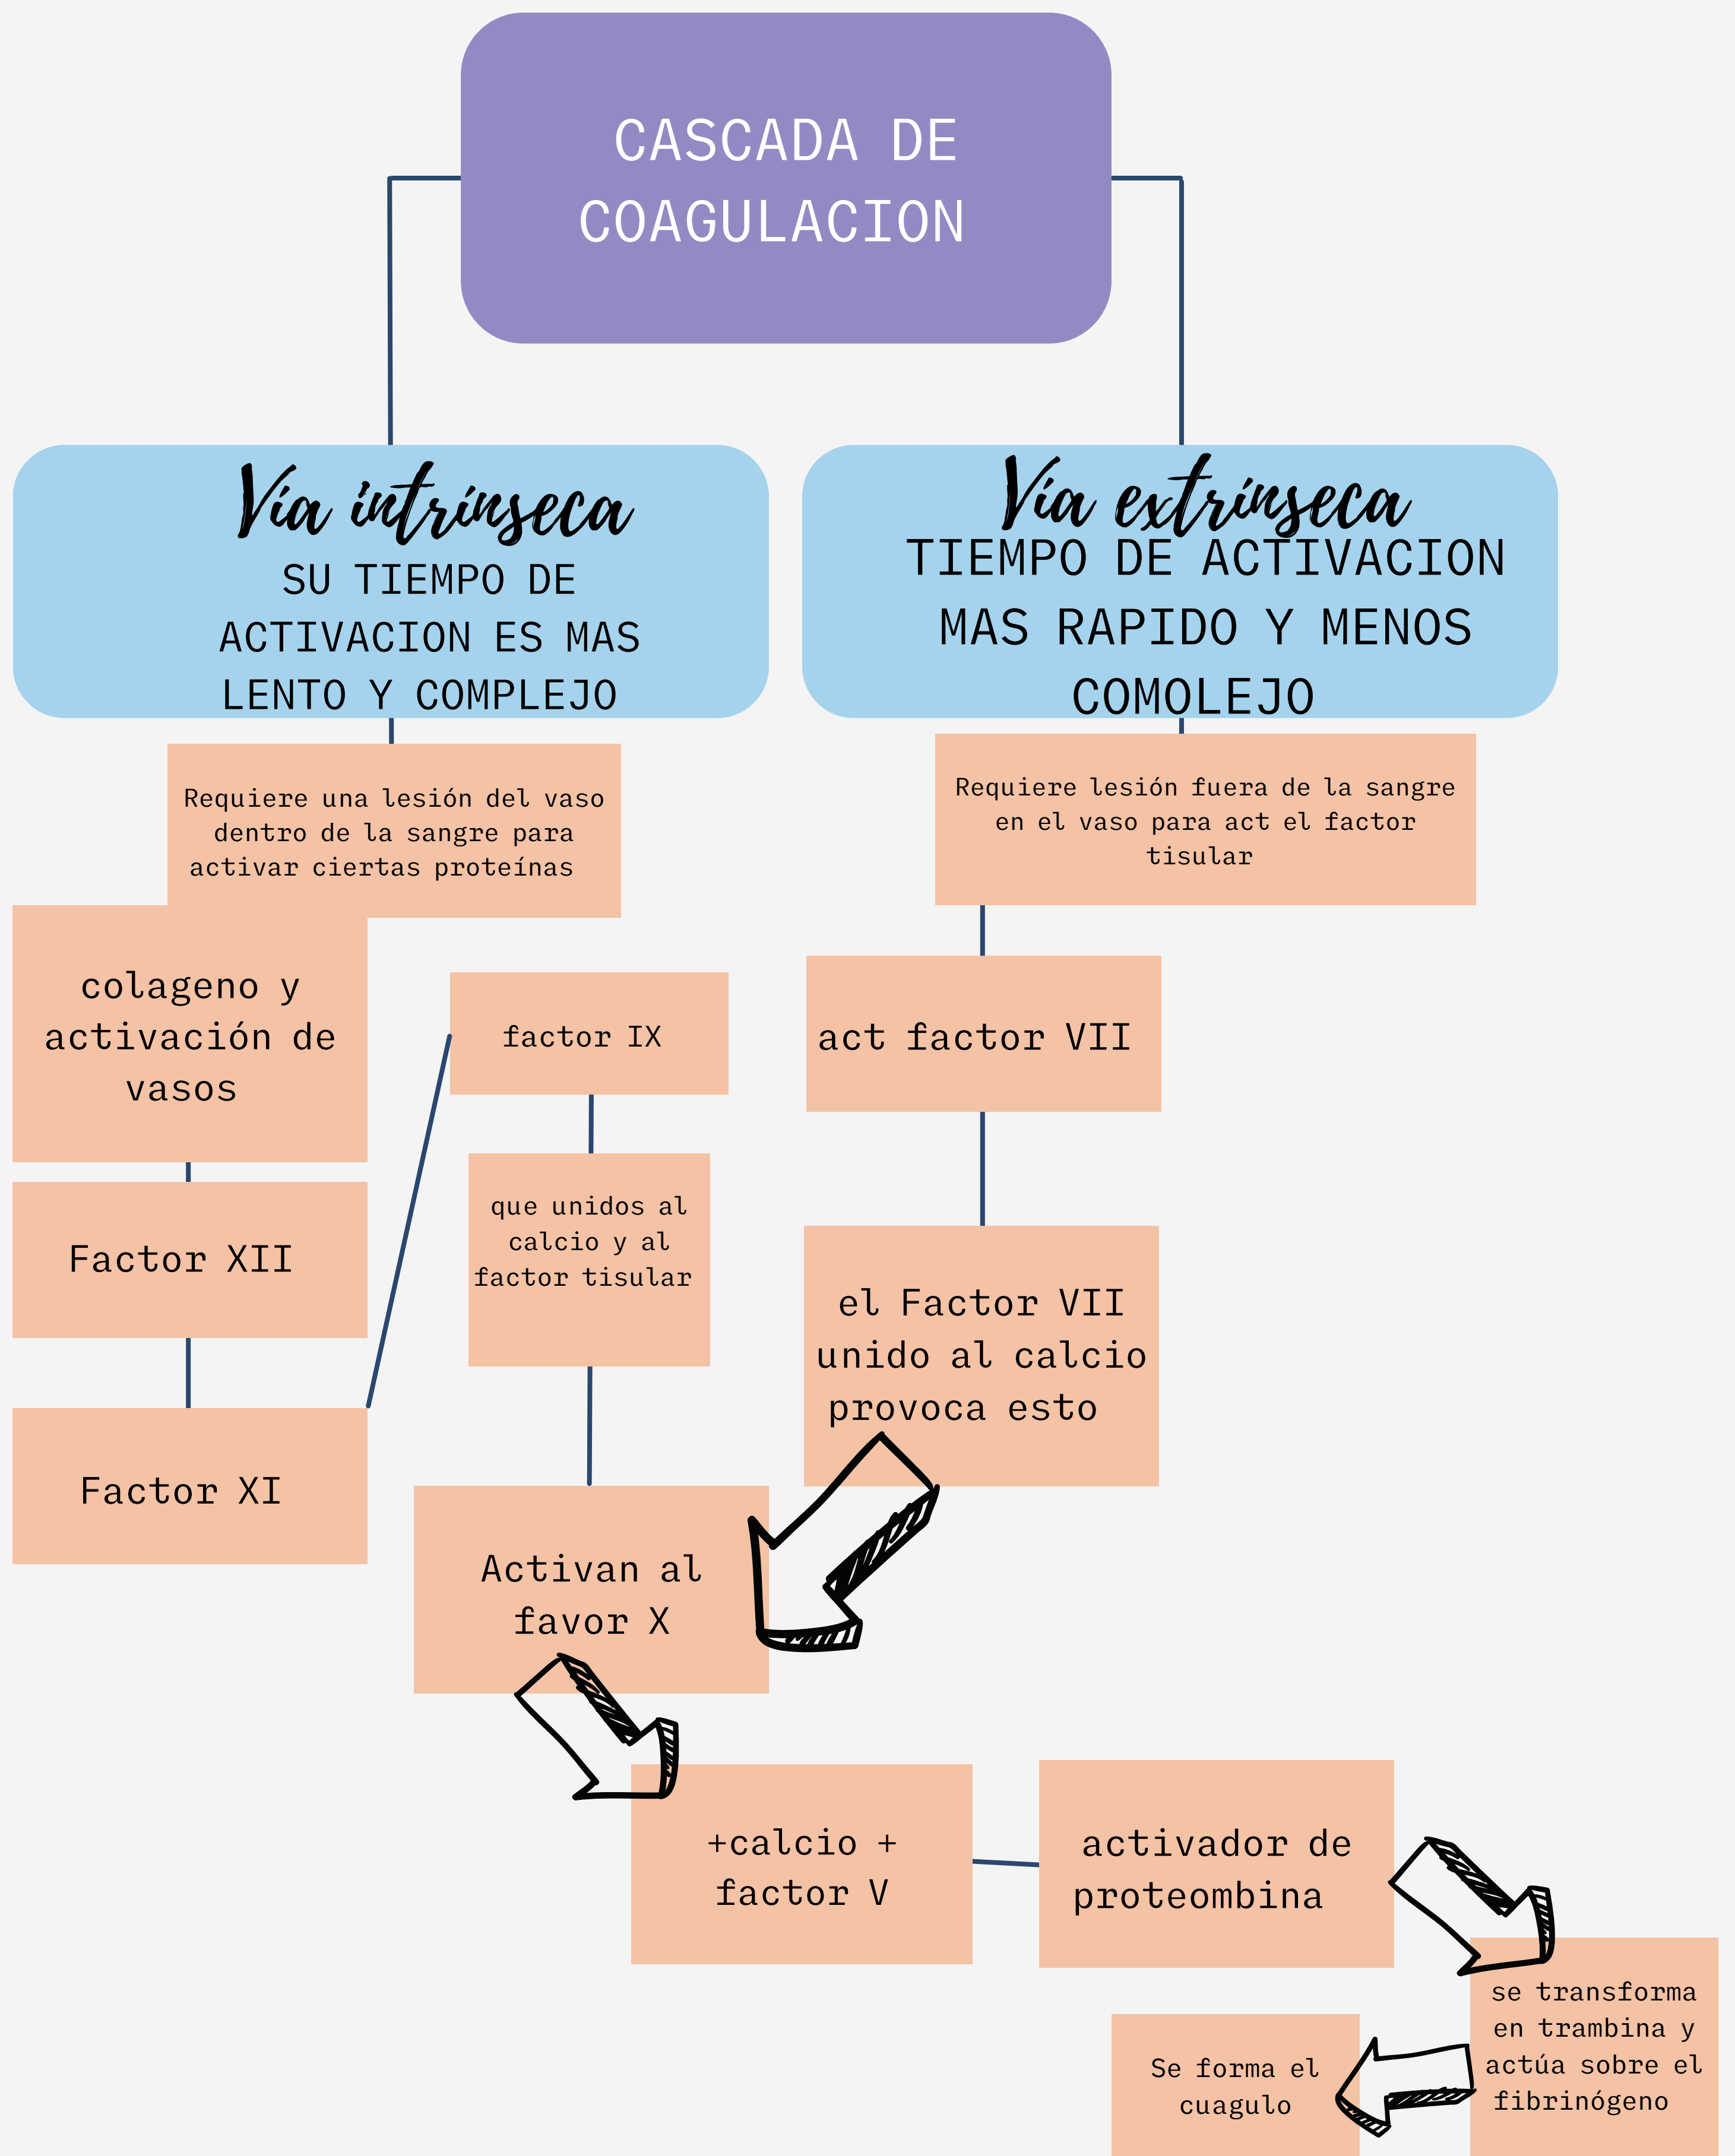 CASCADA DE
COAGULACION
Vía intrínseca
SU TIEMPO DE
ACTIVACION ES MAS
LENTO Y COMPLEJO
Vía extrínseca
TIEMPO DE ACTIVACION
MAS RAPIDO Y MENOS
COMOLEJO
Requiere una lesión del vaso
dentro de la sangre para
activar ciertas proteínas
Requiere lesión fuera de la sangre
en el vaso para act el factor
tisular
colageno y
activación de
vasos
factor IX
act factor VII
que unidos al
calcio y al
factor tisular
Factor XII
el Factor VII
unido al calcio
provoca esto
Factor XI
Activan al
favor X
+calcio +
factor V
activador de
proteombina
se transforma
en trambina y
actúa sobre el
fibrinógeno
Se forma el
cuagulo